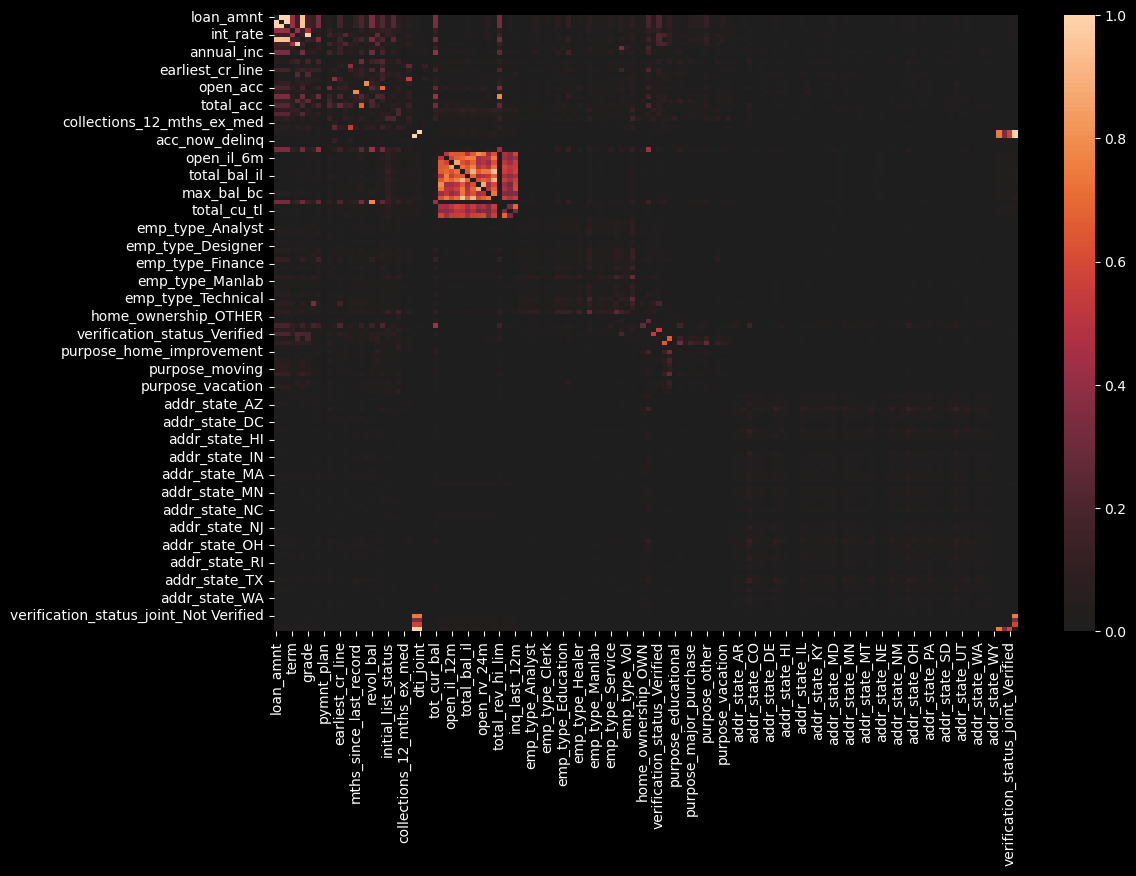 loan_amnt
int_rate
annual_inc
earliest_cr_line
open_acc
total_acc
collections_12_mths_ex_med
acc_now_delinq
open_il_6m
total_bal_il
max_bal_bc
total_cu_tl
emp_type_Analyst
emp_type_Designer
emp_type_Finance
emp_type_Manlab
emp_type_Technical
home_ownership_OTHER
verification_status_Verified
purpose_home_improvement
purpose_moving
purpose_vacation
addr_state_AZ
addr_state_DC
addr_state_HI
addr_state_IN
addr_state_MA
addr_state_MN
addr_state_NC
addr_state_NJ
addr_state_OH
addr_state_RI
addr_state_TX
addr_state_WA
verification_status_joint_Not Verified
loan_amnt
term
grade
pymnt_plan
earliest_cr_line
mths_since_last_record
revol_bal
initial_list_status
collections_12_mths_ex_med
dti_joint
tot_cur_bal
open_il_12m
total_bal_il
open_rv_24m
total_rev_hi_lim
inq_last_12m
emp_type_Analyst
emp_type_Clerk
emp_type_Education
emp_type_Healer
emp_type_Manlab
emp_type_Service
emp_type_Vol
home_ownership_OWN
verification_status_Verified
purpose_educational
purpose_major_purchase
purpose_other
purpose_vacation
addr_state_AR
addr_state_CO
addr_state_DE
addr_state_HI
addr_state_IL
addr_state_KY
addr_state_MD
addr_state_MN
addr_state_MT
addr_state_NE
addr_state_NM
addr_state_OH
addr_state_PA
addr_state_SD
addr_state_UT
addr_state_WA
addr_state_WY
verification_status_joint_Verified
1.0
0.8
0.6
0.4
0.2
0.0